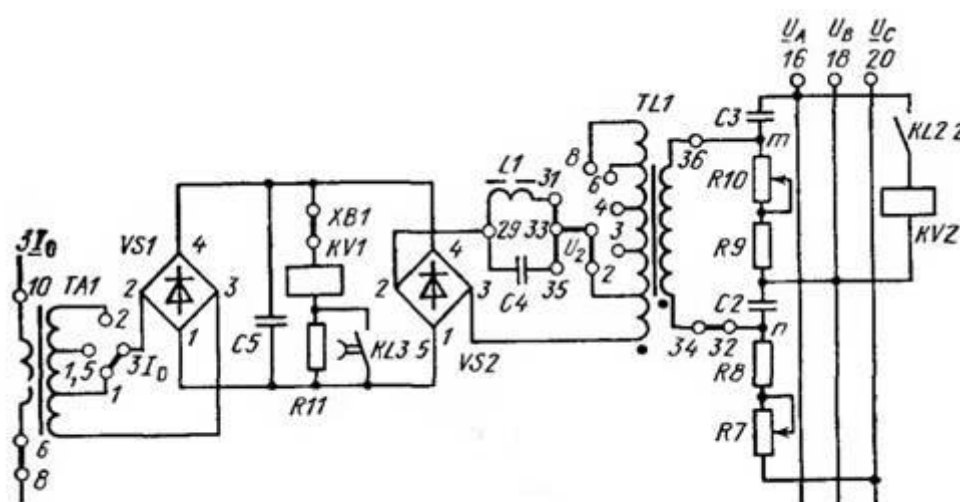 U_A U_B U_C
16 18 20
TL1
C3
KL2 2
m
8
36
6
L1
31
R10
XB1
4
VS1
4
KV1
29
33
U_2
3
R9
KV2
3I_0
4
10
TA1
2
3
2
C4
35
2
C2
2
3
n
1
C5
KL3 5
1
34
32
3I_0
VS2
R8
1,5
1
R11
R7
6
8